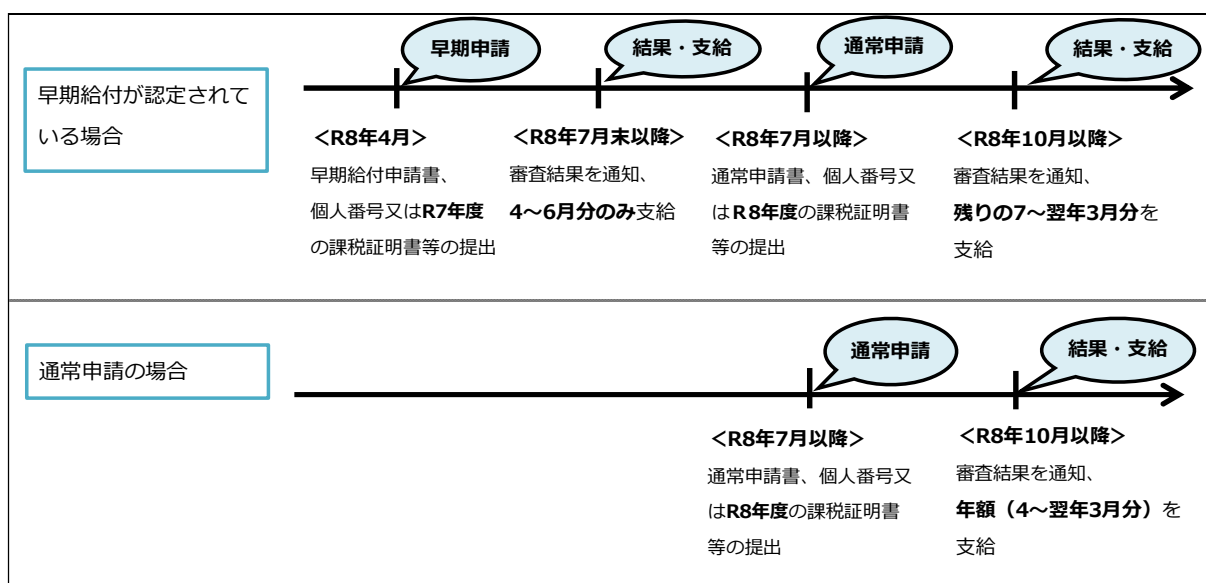 早期申請
結果・支給
通常申請
結果・支給
早期給付が認定されて
いる場合
<R8年4月>
早期給付申請書、
個人番号又はR7年度
の課税証明書等の提出
<R8年7月末以降>
審査結果を通知、
4～6月分のみ支給
<R8年7月以降>
通常申請書、個人番号又
はR8年度の課税証明書
等の提出
<R8年10月以降>
審査結果を通知、
残りの7～翌年3月分を
支給
通常申請
結果・支給
通常申請の場合
<R8年7月以降>
通常申請書、個人番号又
はR8年度の課税証明書
等の提出
<R8年10月以降>
審査結果を通知、
年額（4～翌年3月分）を
支給